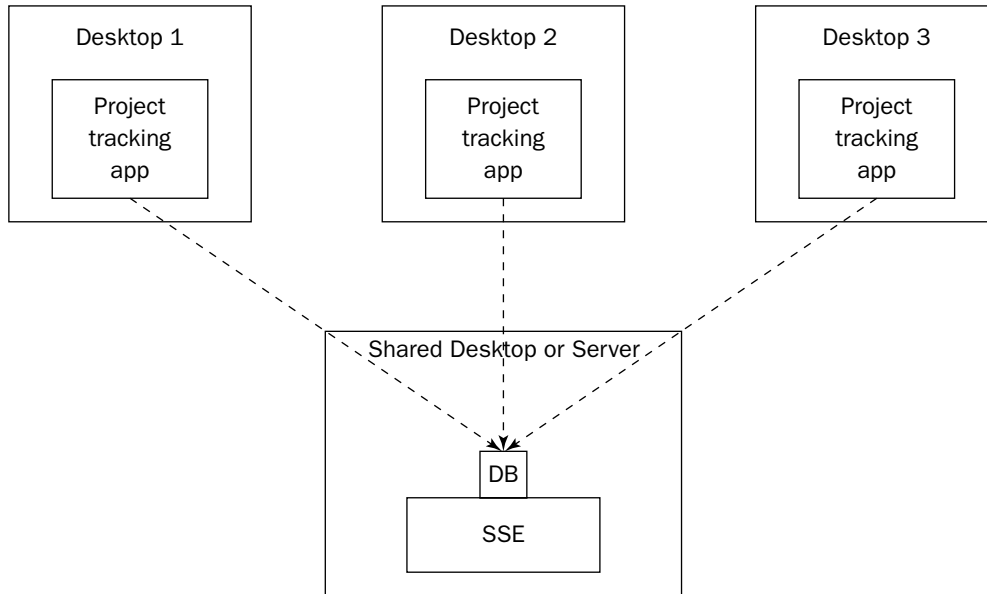 Desktop 1
Project
tracking
app
Desktop 2
Project
tracking
app
Desktop 3
Project
tracking
app
Shared Desktop or Server
DB
SSE